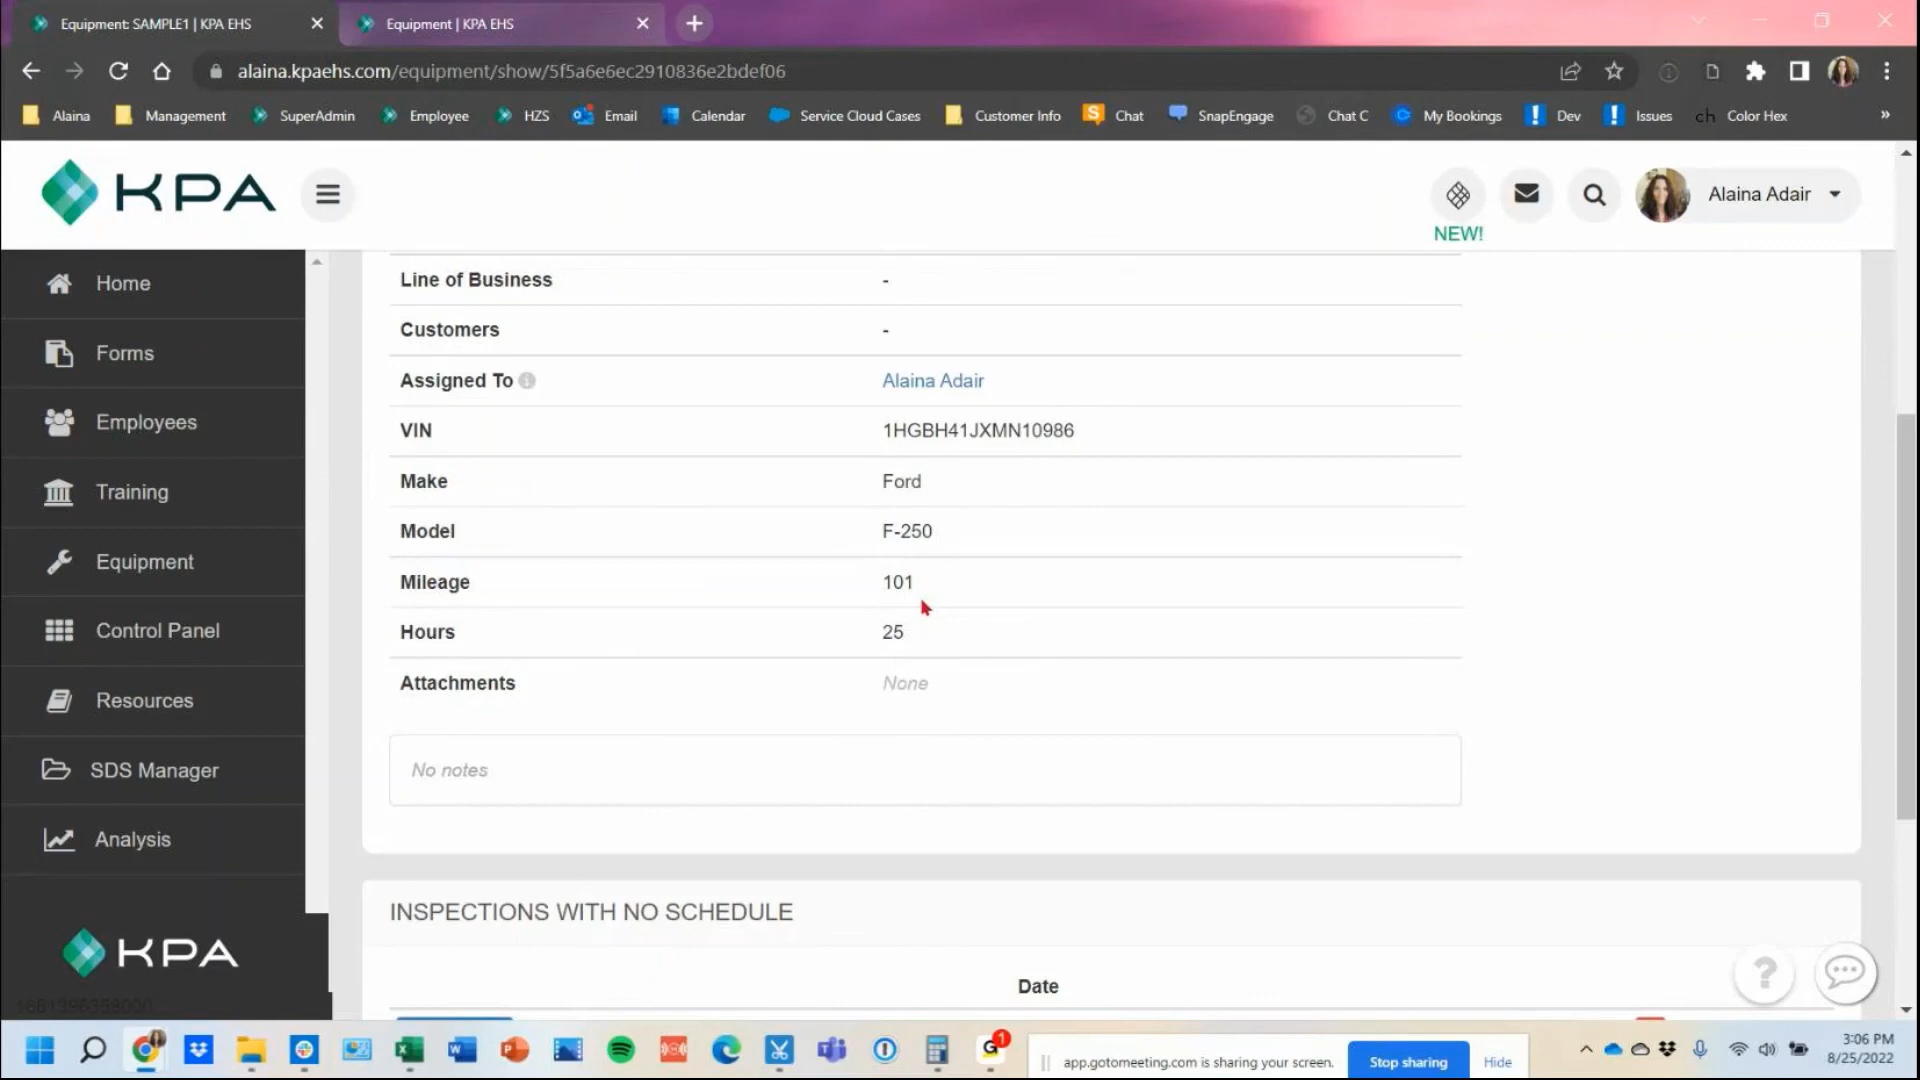 Equipment: SAMPLE1 | KPA EHS
Equipment | KPA EHS
alaina.kpaehs.com/equipment/show/5f5a6e6ec2910836e2bdef06
Alaina
Management
SuperAdmin
Employee
HZS
Email
Calendar
Service Cloud Cases
Customer Info
Chat
SnapEngage
Chat C
My Bookings
Dev
Issues
ch Color Hex
KPA
NEW!
Alaina Adair
Home
Forms
Employees
Training
Equipment
Control Panel
Resources
SDS Manager
Analysis
KPA
Line of Business -
Customers -
Assigned To Alaina Adair
VIN 1HGBH41JXMN10986
Make Ford
Model F-250
Mileage 101
Hours 25
Attachments None
No notes
INSPECTIONS WITH NO SCHEDULE
Date
app.gotomeeting.com is sharing your screen.
Stop sharing
Hide
3:06 PM
8/25/2022